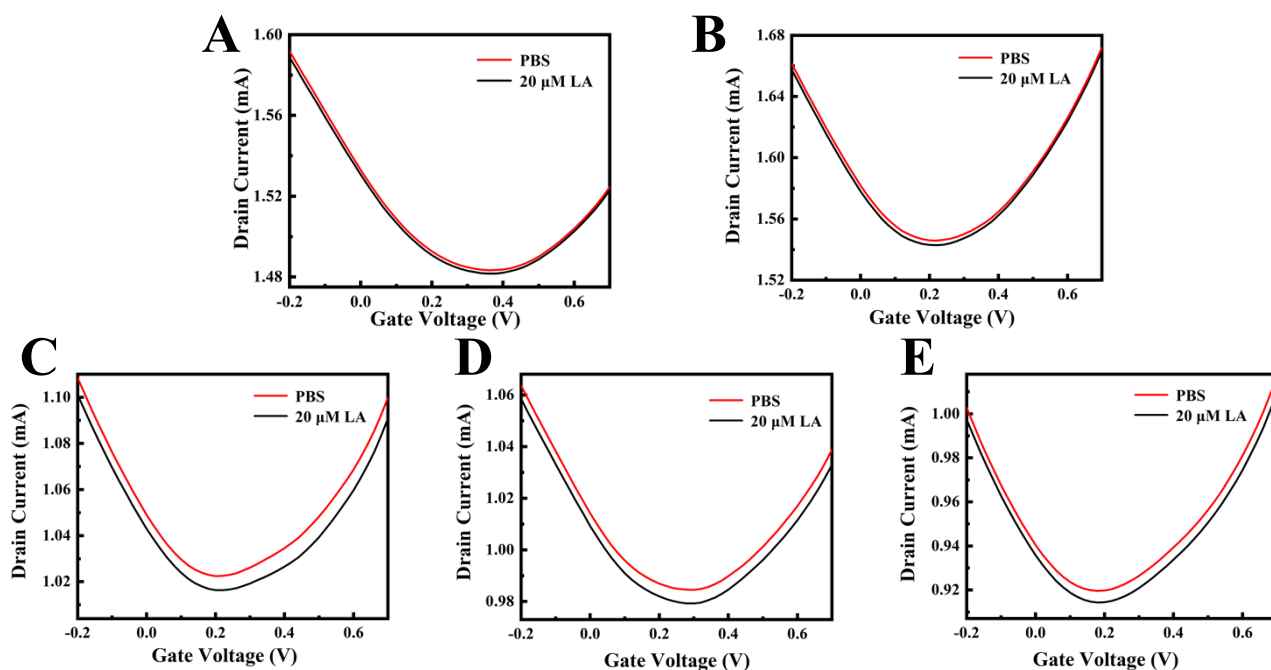 A
B
1.60
1.56
1.52
1.48
Drain Current (mA)
PBS
20 μM LA
-0.2
0.0
0.2
0.4
0.6
Gate Voltage (V)
1.68
1.64
1.60
1.56
1.52
Drain Current (mA)
PBS
20 μM LA
-0.2
0.0
0.2
0.4
0.6
Gate Voltage (V)
C
D
E
1.10
1.08
1.06
1.04
1.02
Drain Current (mA)
PBS
20 μM LA
-0.2
0.0
0.2
0.4
0.6
Gate Voltage (V)
1.06
1.04
1.02
1.00
0.98
Drain Current (mA)
PBS
20 μM LA
-0.2
0.0
0.2
0.4
0.6
Gate Voltage (V)
1.00
0.98
0.96
0.94
0.92
Drain Current (mA)
PBS
20 μM LA
-0.2
0.0
0.2
0.4
0.6
Gate Voltage (V)